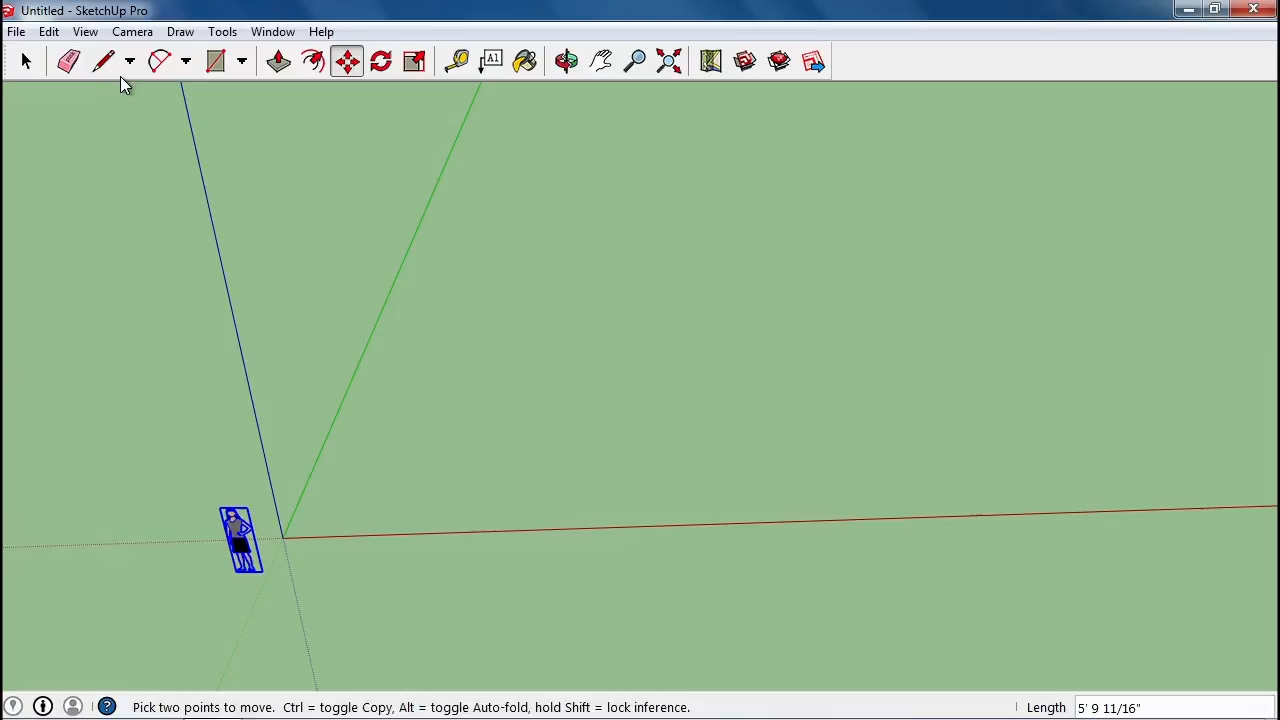 Untitled - SketchUp Pro
File Edit View Camera Draw Tools Window Help
A1
Pick two points to move. Ctrl = toggle Copy, Alt = toggle Auto-fold, hold Shift = lock inference. Length 5' 9 11/16"